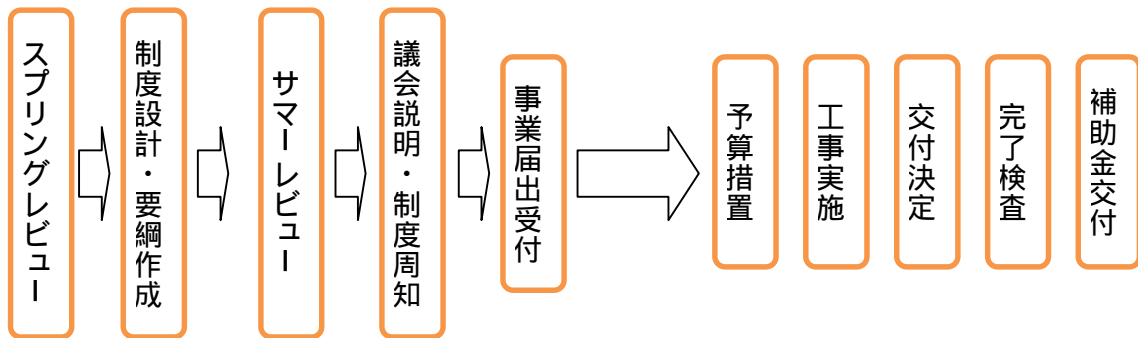 スプリングレビュー
制度設計・要綱作成
サマーレビュー
議会説明・制度周知
事業届出受付
予算措置
工事実施
交付決定
完了検査
補助金交付